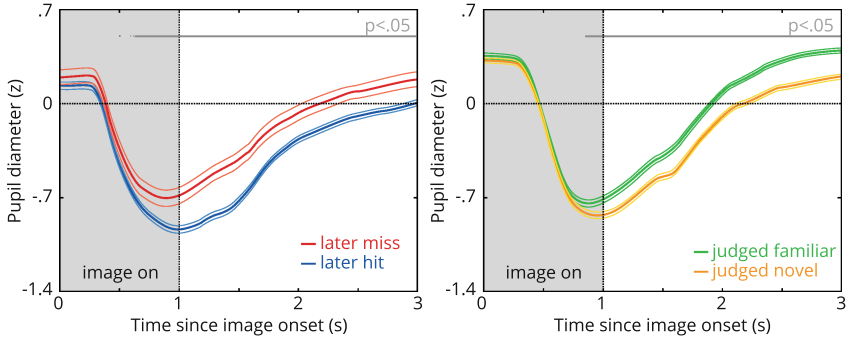 .7
0
-.7
-1.4
Pupil diameter (z)
p<.05
later miss
later hit
image on
0
1
2
3
Time since image onset (s)
.7
0
-.7
-1.4
Pupil diameter (z)
p<.05
judged familiar
judged novel
image on
0
1
2
3
Time since image onset (s)